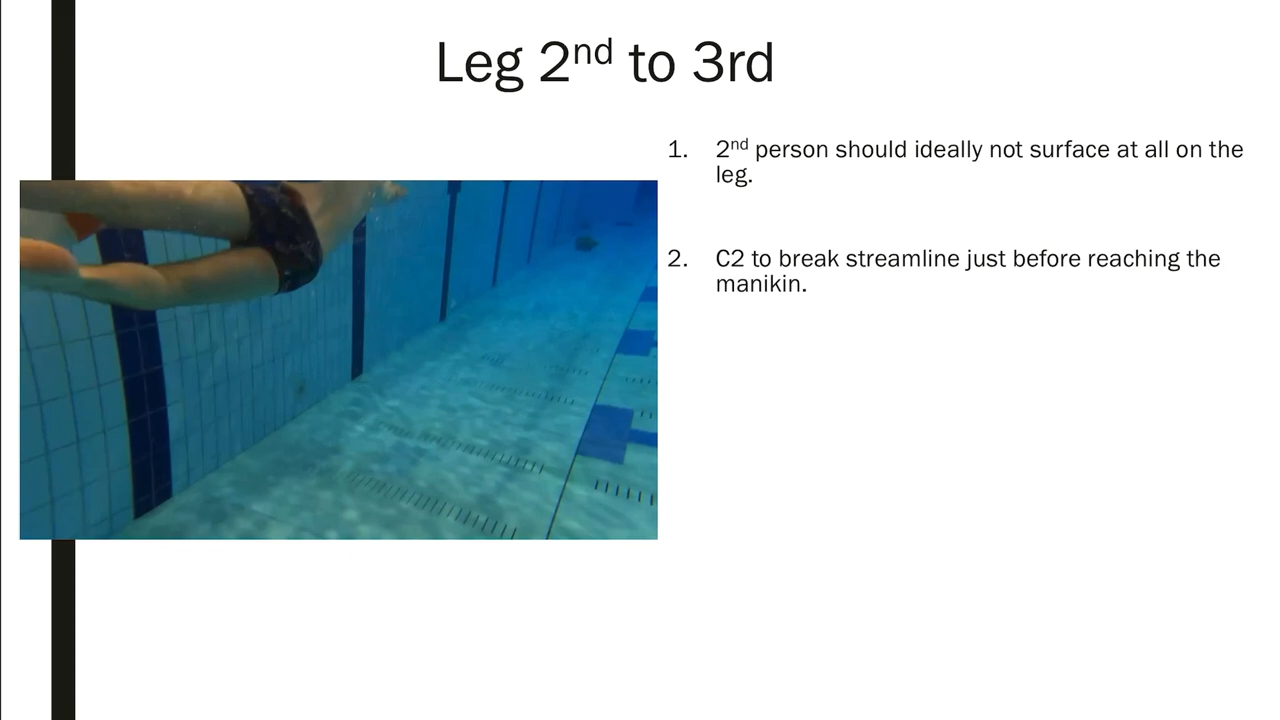 Leg 2nd to 3rd
1. 2nd person should ideally not surface at all on the
leg.
2. C2 to break streamline just before reaching the
manikin.